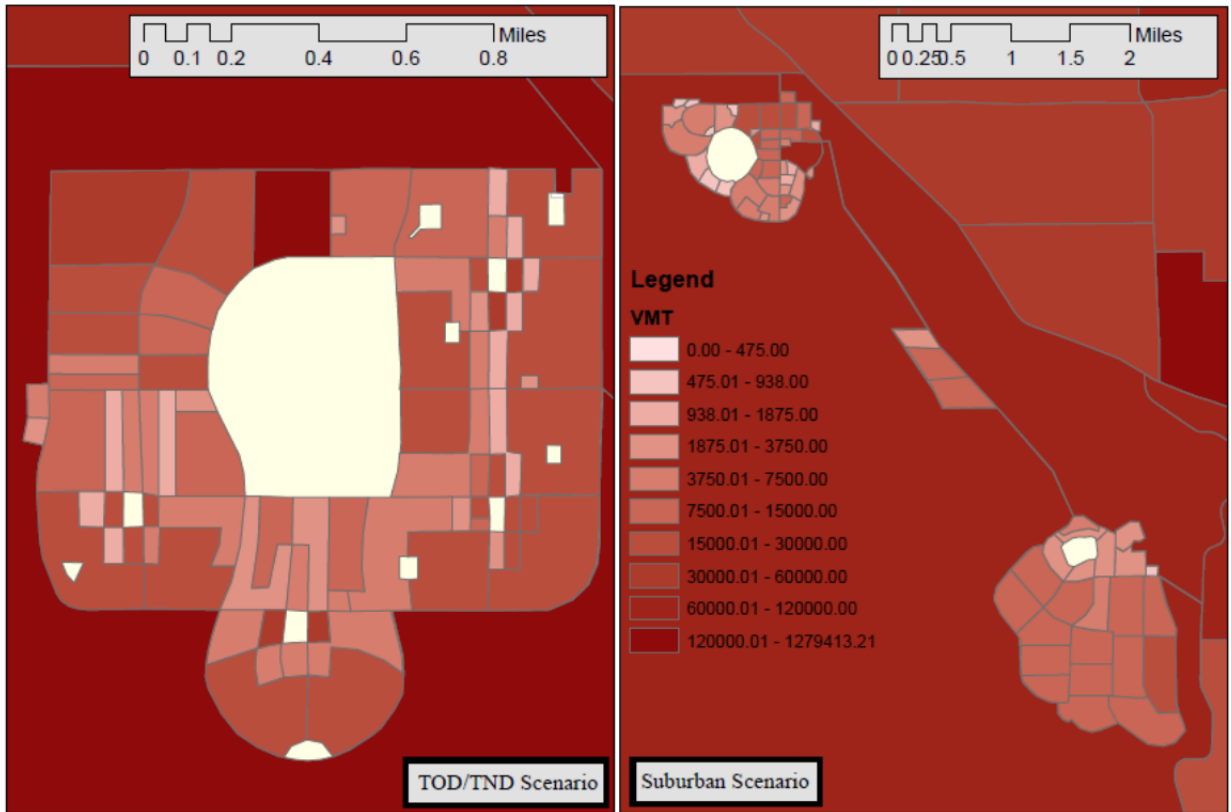 Miles
0 0.1 0.2 0.4 0.6 0.8
TOD/TND Scenario
Miles
0 0.250.5 1 1.5 2
Legend
VMT
0.00 - 475.00
475.01 - 938.00
938.01 - 1875.00
1875.01 - 3750.00
3750.01 - 7500.00
7500.01 - 15000.00
15000.01 - 30000.00
30000.01 - 60000.00
60000.01 - 120000.00
120000.01 - 1279413.21
Suburban Scenario